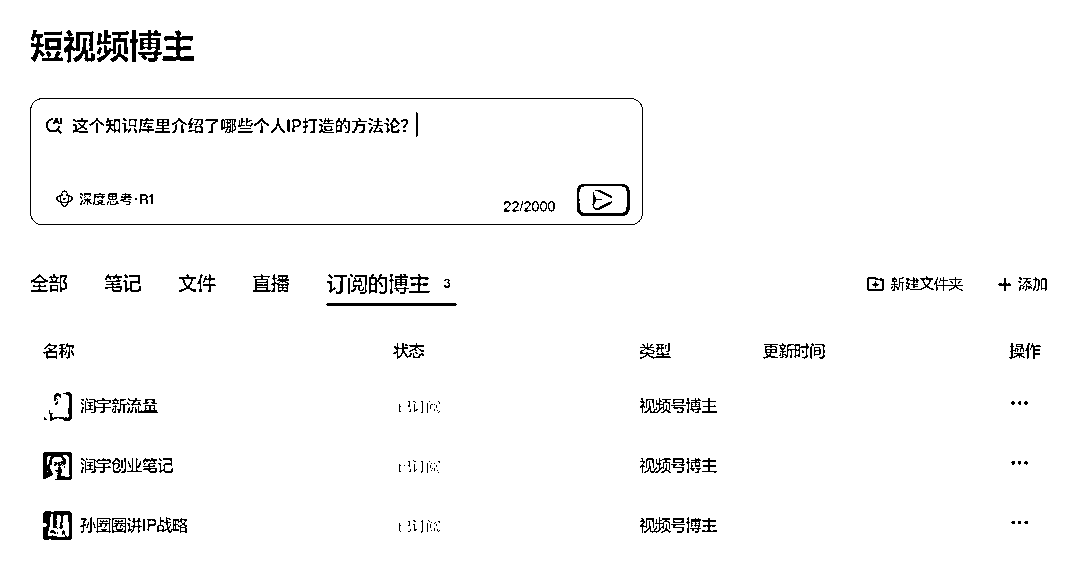 短视频博主
这个知识库里介绍了哪些个人IP打造的方法论？
深度思考·R1
22/2000
全部 笔记 文件 直播 订阅的博主 3 新建文件夹 添加
名称 状态 类型 更新时间 操作
润宇新流量 已订阅 视频号博主
润宇创业笔记 已订阅 视频号博主
孙圈圈讲IP战略 已订阅 视频号博主